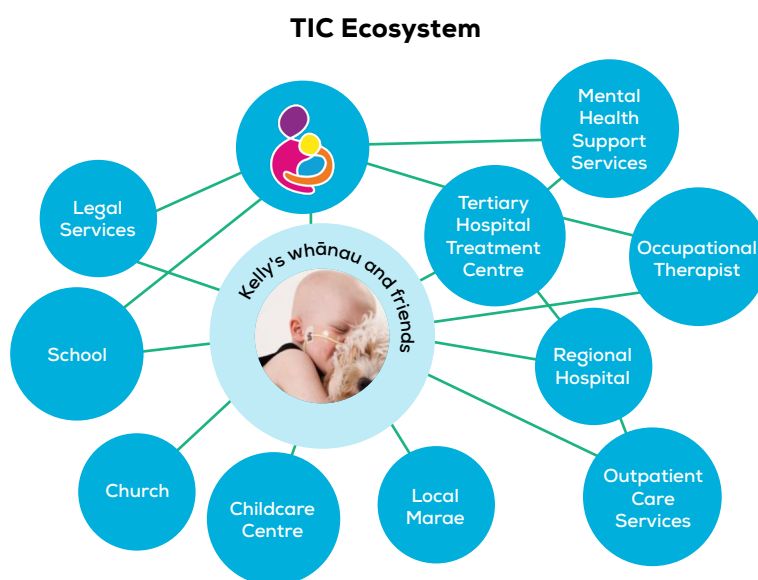 TIC Ecosystem
Mental
Health
Support
Services
Legal
Services
Tertiary
Hospital
Treatment
Centre
Occupational
Therapist
Kelly's whānau and friends
School
Regional
Hospital
Church
Childcare
Centre
Local
Marae
Outpatient
Care
Services